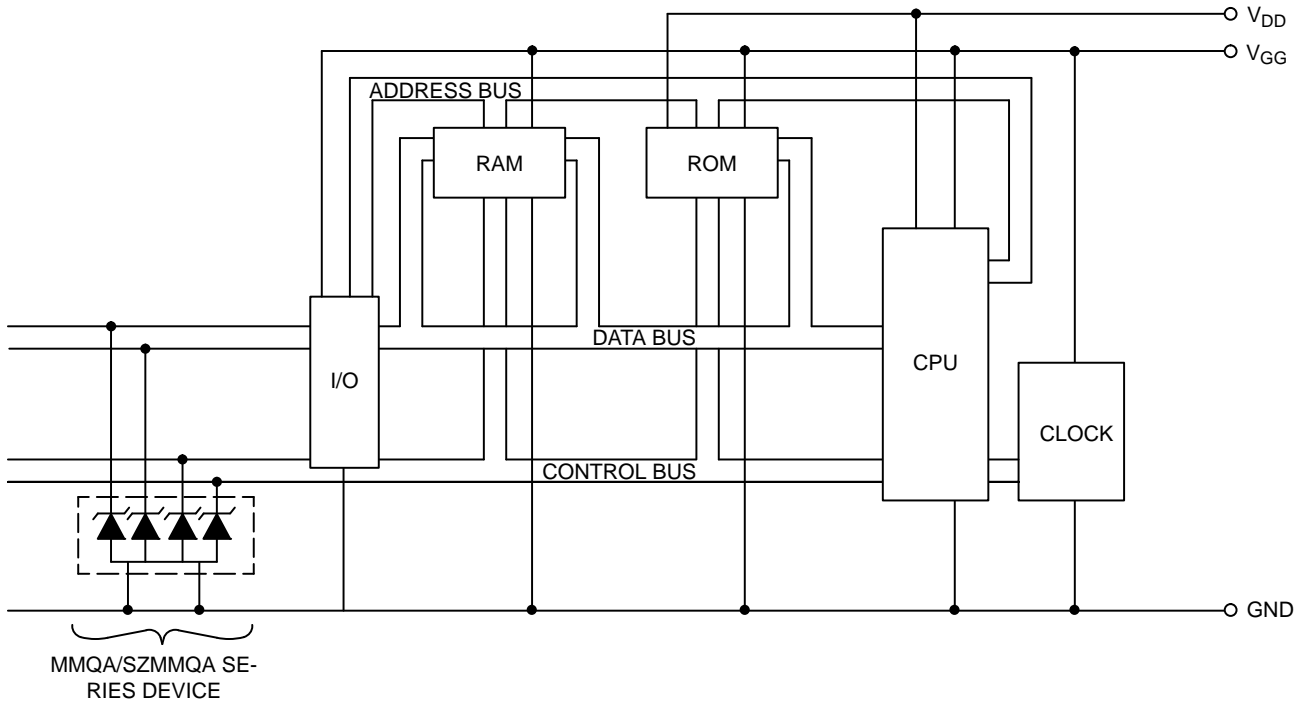 VDD
VGG
ADDRESS BUS
RAM
ROM
DATA BUS
I/O
CPU
CLOCK
CONTROL BUS
GND
MMQA/SZMMQA SE-
RIES DEVICE